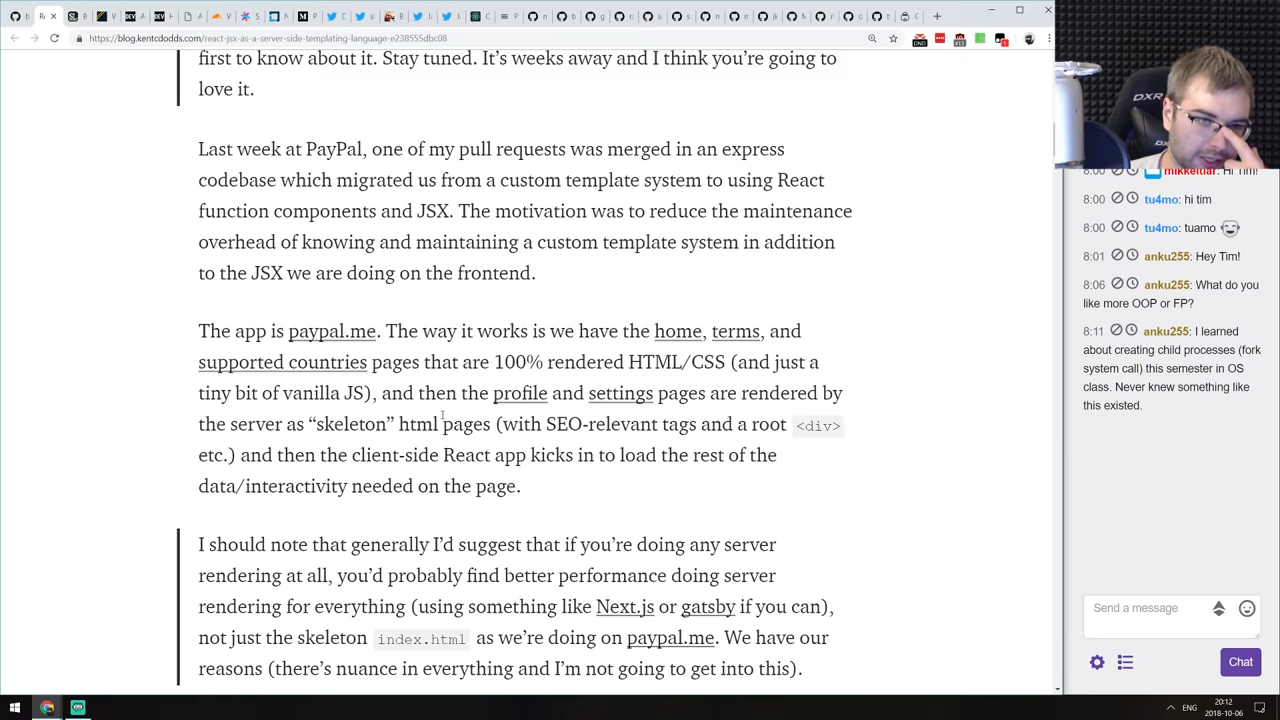 https://blog.kentcdodds.com/react-jsx-as-a-server-side-templating-language-e238555dbc08
first to know about it. Stay tuned. It’s weeks away and I think you’re going to
love it.
Last week at PayPal, one of my pull requests was merged in an express
codebase which migrated us from a custom template system to using React
function components and JSX. The motivation was to reduce the maintenance
overhead of knowing and maintaining a custom template system in addition
to the JSX we are doing on the frontend.
The app is paypal.me. The way it works is we have the home, terms, and
supported countries pages that are 100% rendered HTML/CSS (and just a
tiny bit of vanilla JS), and then the profile and settings pages are rendered by
the server as “skeleton” html pages (with SEO-relevant tags and a root <div>
etc.) and then the client-side React app kicks in to load the rest of the
data/interactivity needed on the page.
I should note that generally I’d suggest that if you’re doing any server
rendering at all, you’d probably find better performance doing server
rendering for everything (using something like Next.js or gatsby if you can),
not just the skeleton index.html as we’re doing on paypal.me. We have our
reasons (there’s nuance in everything and I’m not going to get into this).
DXR
8:00 mikkeltiar: Hi Tim!
8:00 tu4mo: hi tim
8:00 tu4mo: tuamo
8:01 anku255: Hey Tim!
8:06 anku255: What do you
like more OOP or FP?
8:11 anku255: I learned
about creating child processes (fork
system call) this semester in OS
class. Never knew something like
this existed.
Send a message
Chat
ENG
20:12
2018-10-06